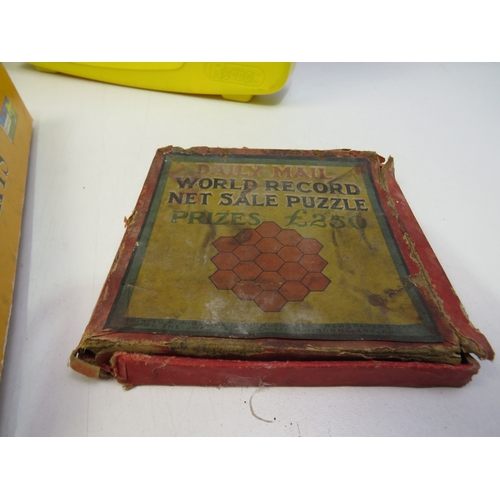 DAILY MAIL
WORLD RECORD
NET SALE PUZZLE
PRIZES £250